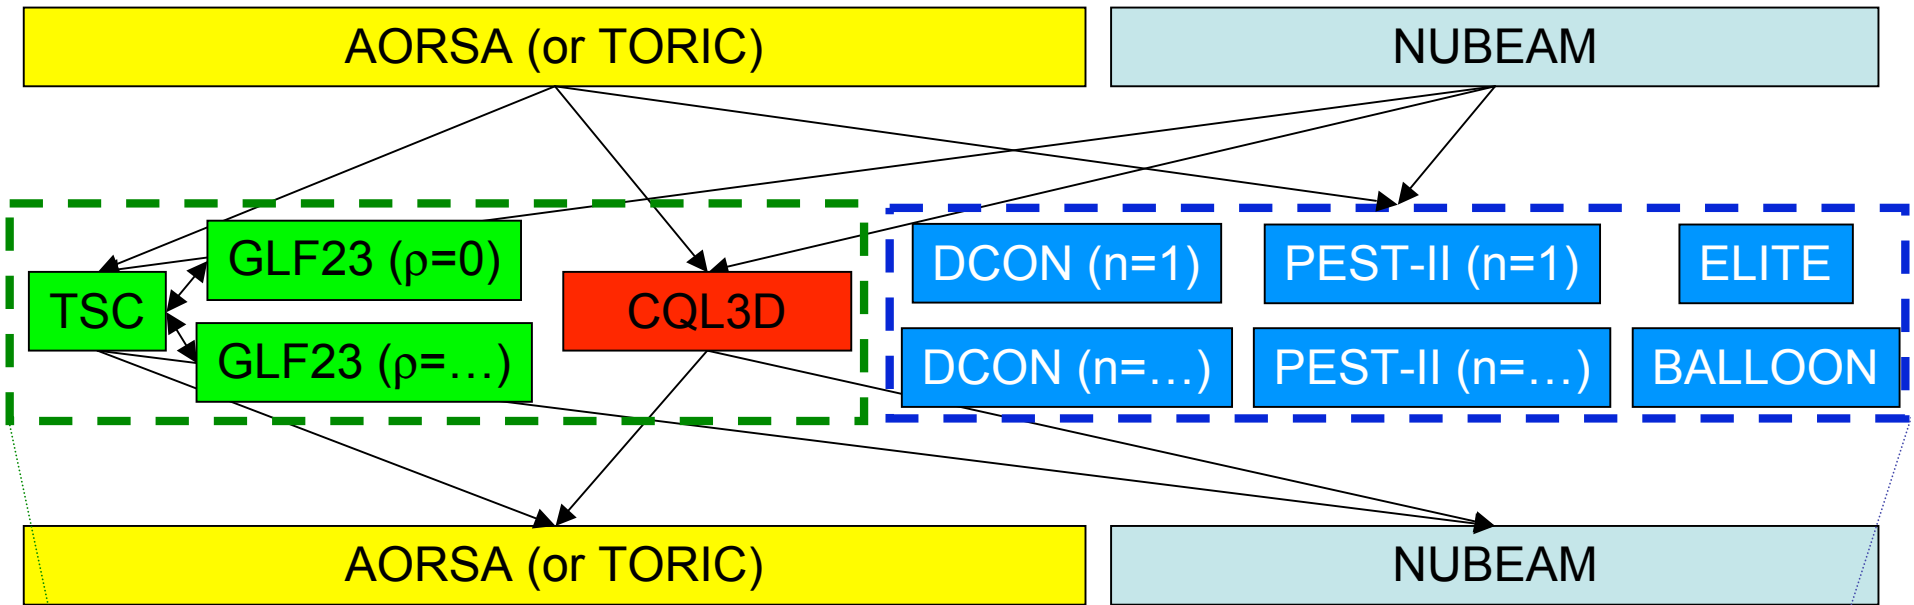 AORSA (or TORIC)
NUBEAM
GLF23 (ρ=0)
DCON (n=1)
PEST-II (n=1)
ELITE
TSC
CQL3D
GLF23 (ρ=…)
DCON (n=…)
PEST-II (n=…)
BALLOON
AORSA (or TORIC)
NUBEAM